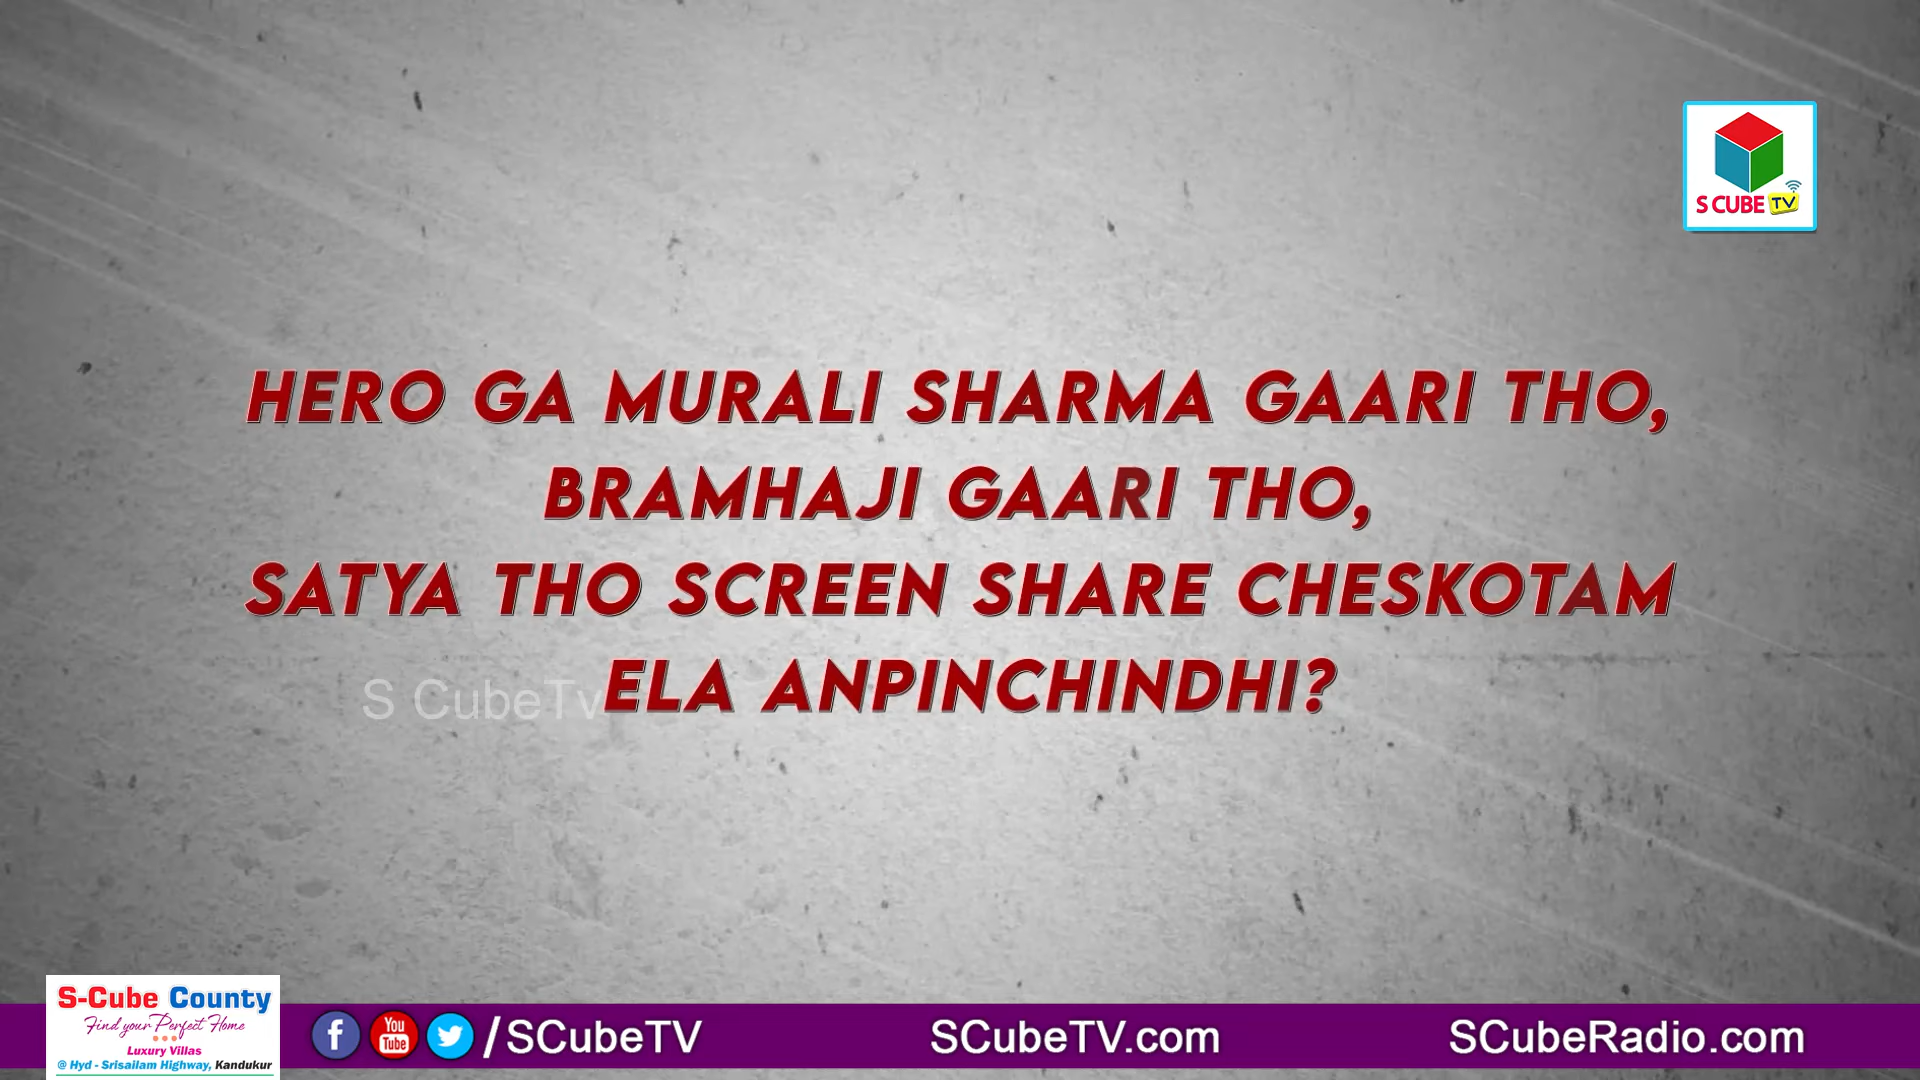 S CUBE TV
HERO GA MURALI SHARMA GAARI THO,
BRAMHAJI GAARI THO,
SATYA THO SCREEN SHARE CHESKOTAM
ELA ANPINCHINDHI?
S CubeTv
S-Cube County
Find your Perfect Home
Luxury Villas
@ Hyd - Srisailam Highway, Kandukur
f You Tube /SCubeTV
SCubeTV.com
SCubeRadio.com